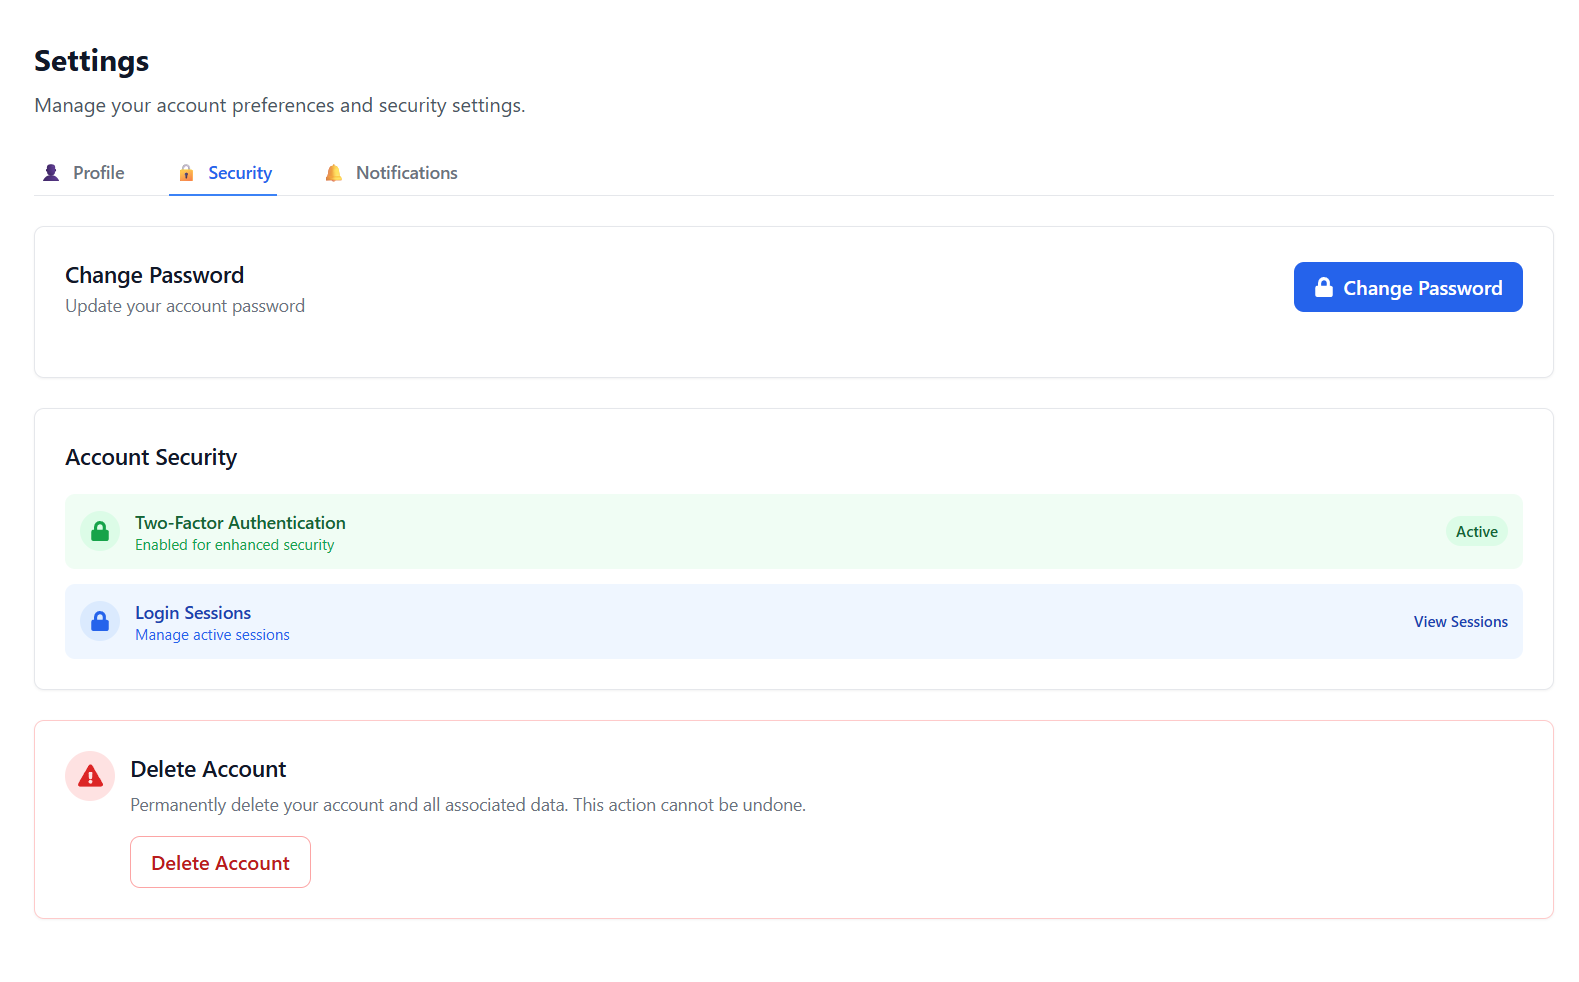 Settings
Manage your account preferences and security settings.
Profile
Security
Notifications
Change Password
Update your account password
Change Password
Account Security
Two-Factor Authentication
Enabled for enhanced security
Active
Login Sessions
Manage active sessions
View Sessions
Delete Account
Permanently delete your account and all associated data. This action cannot be undone.
Delete Account